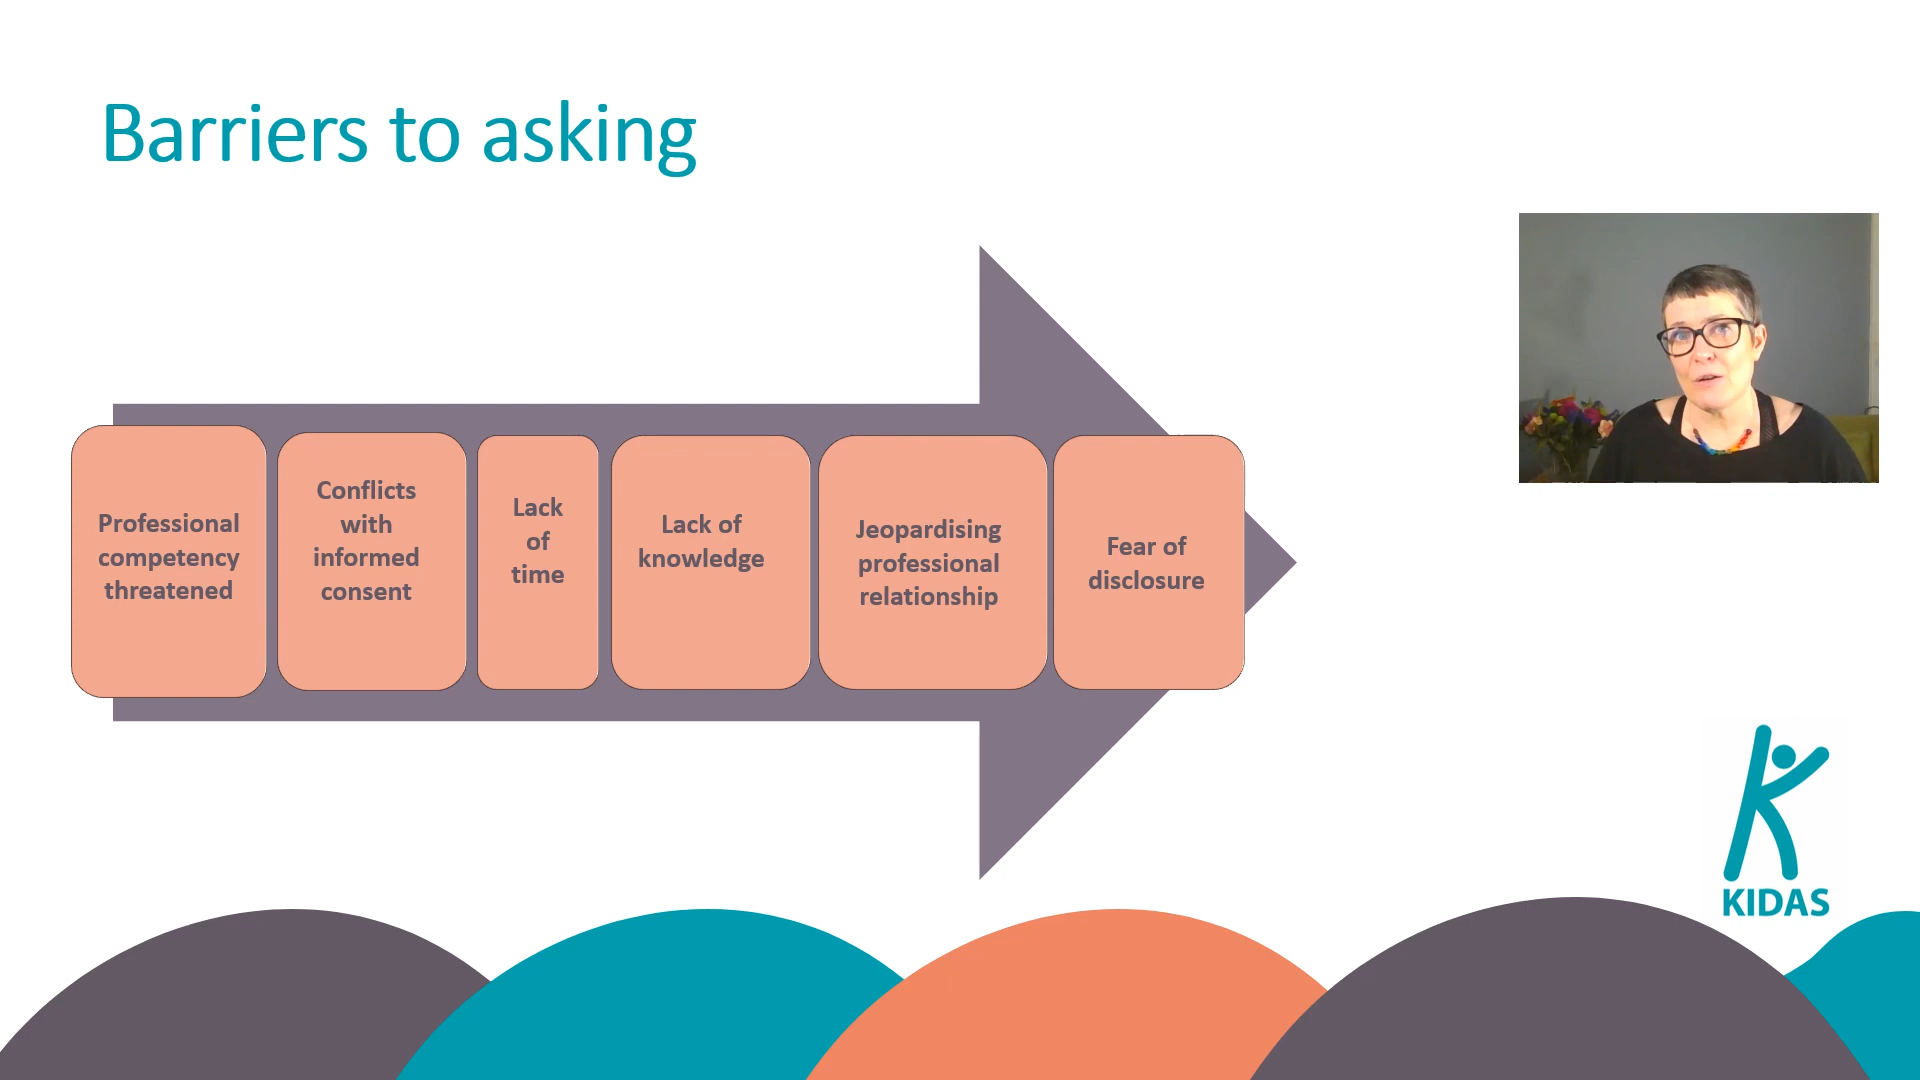 Barriers to asking
Professional
competency
threatened
Conflicts
with
informed
consent
Lack
of
time
Lack of
knowledge
Jeopardising
professional
relationship
Fear of
disclosure
KIDAS